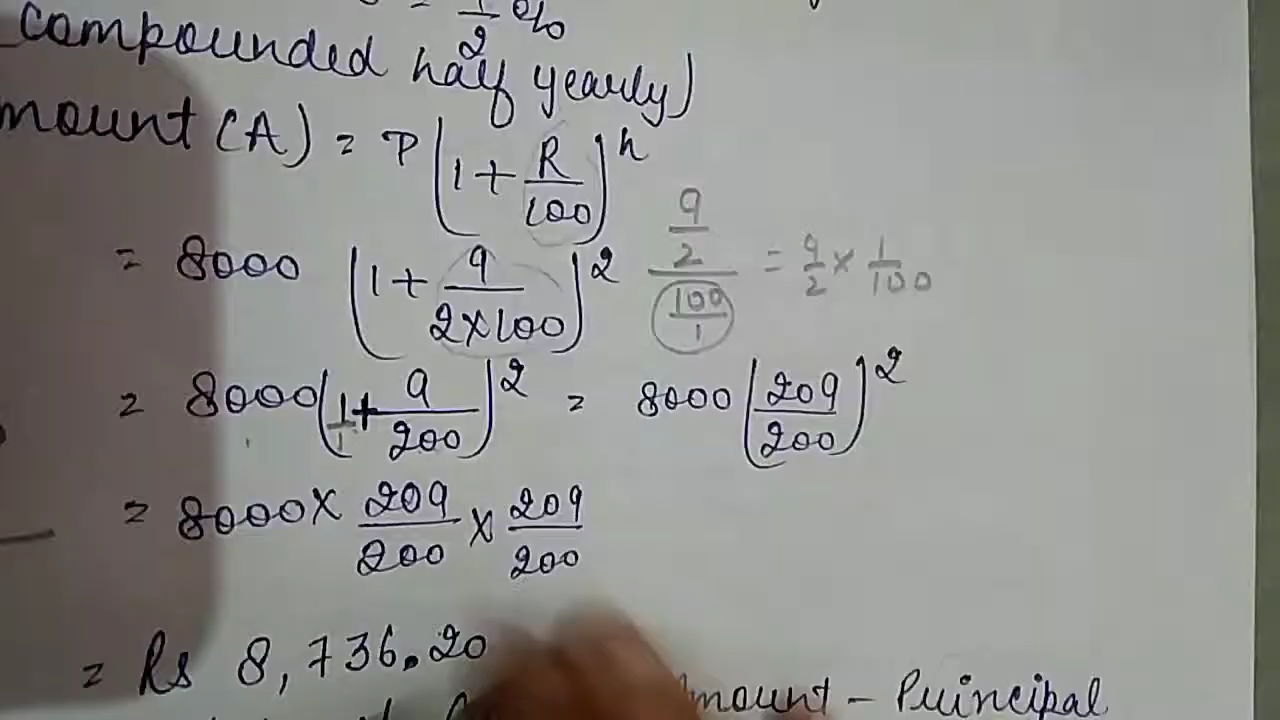 = 1/2 %
compounded half yearly)
mount (A) = P (1 + R/100)^n
= 8000 (1 + 9/2×100)^2 9/2 / 100/1 = 9/2 × 1/100
= 8000 (1/1 + 9/200)^2 = 8000 (209/200)^2
= 8000 × 209/200 × 209/200
= Rs 8,736.20
mount - Principal